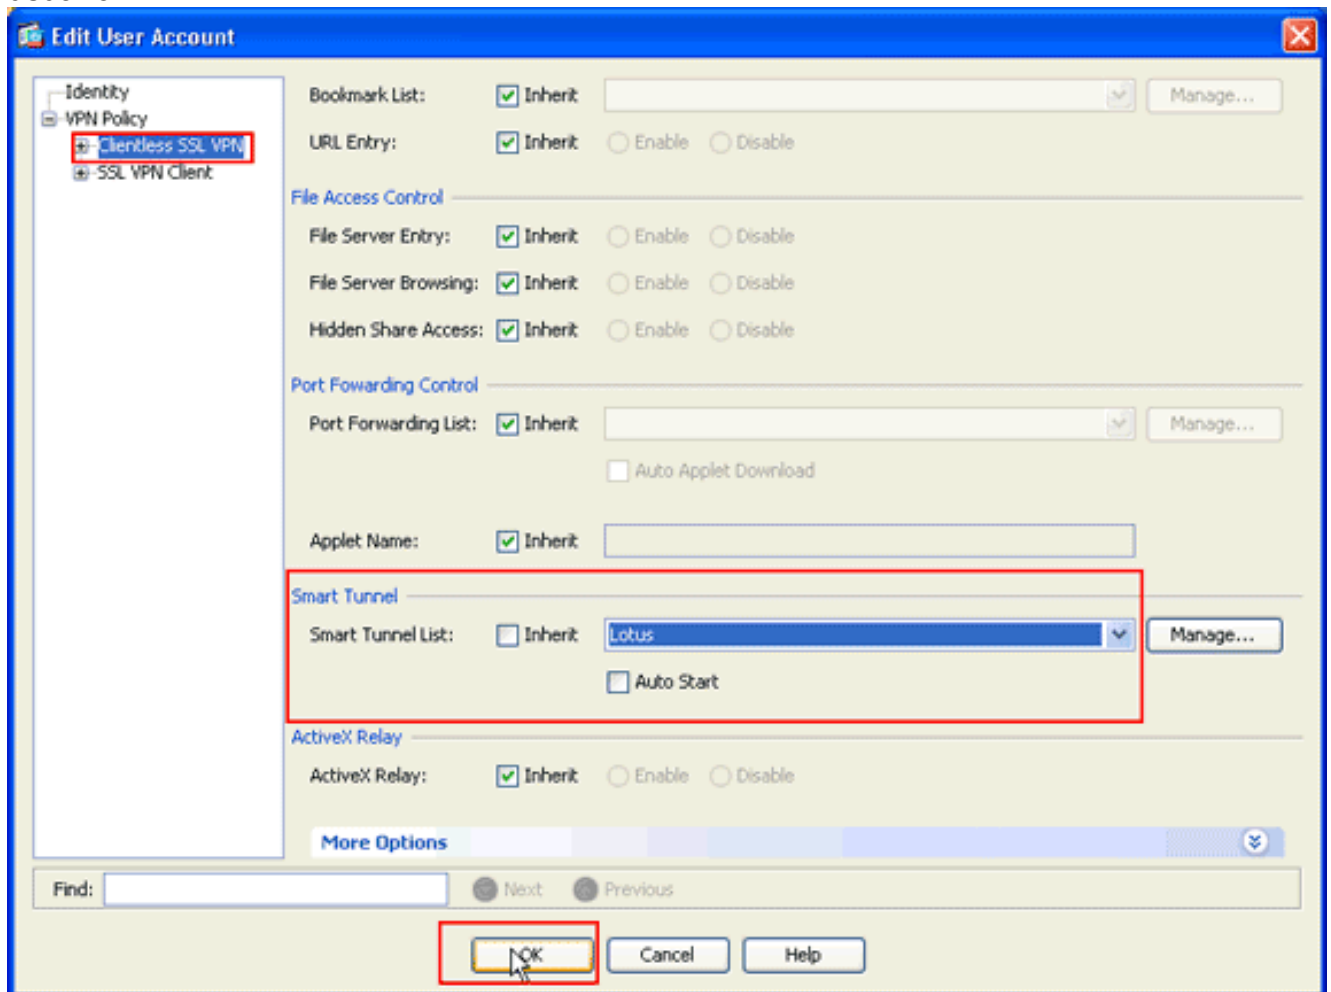 Edit User Account
Identity
VPN Policy
Clientless SSL VPN
SSL VPN Client
Bookmark List: Inherit Manage...
URL Entry: Inherit Enable Disable
File Access Control
File Server Entry: Inherit Enable Disable
File Server Browsing: Inherit Enable Disable
Hidden Share Access: Inherit Enable Disable
Port Fowarding Control
Port Forwarding List: Inherit Manage...
Auto Applet Download
Applet Name: Inherit
Smart Tunnel
Smart Tunnel List: Inherit Lotus Manage...
Auto Start
ActiveX Relay
ActiveX Relay: Inherit Enable Disable
More Options
Find: Next Previous
OK Cancel Help